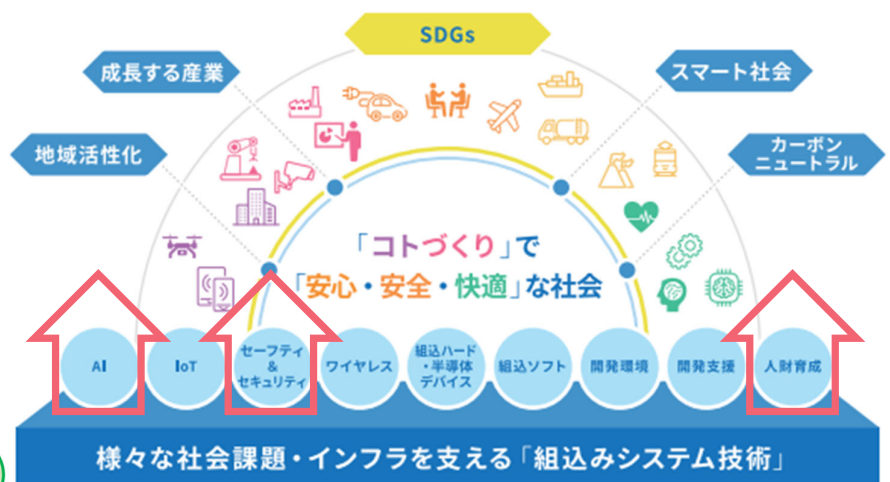 SDGs
成長する産業
スマート社会
地域活性化
カーボン
ニュートラル
「コトづくり」で
「安心・安全・快適」な社会
AI
IoT
セーフティ
&
セキュリティ
ワイヤレス
組込ハード
・半導体
デバイス
組込ソフト
開発環境
開発支援
人財育成
様々な社会課題・インフラを支える「組込みシステム技術」